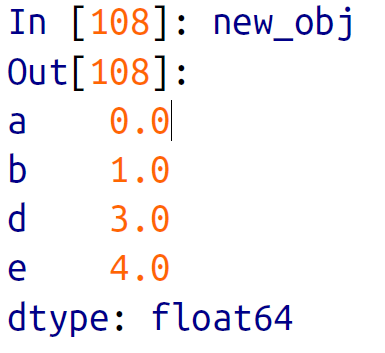 In [108]: new_obj
Out[108]:
a    0.0
b    1.0
d    3.0
e    4.0
dtype: float64